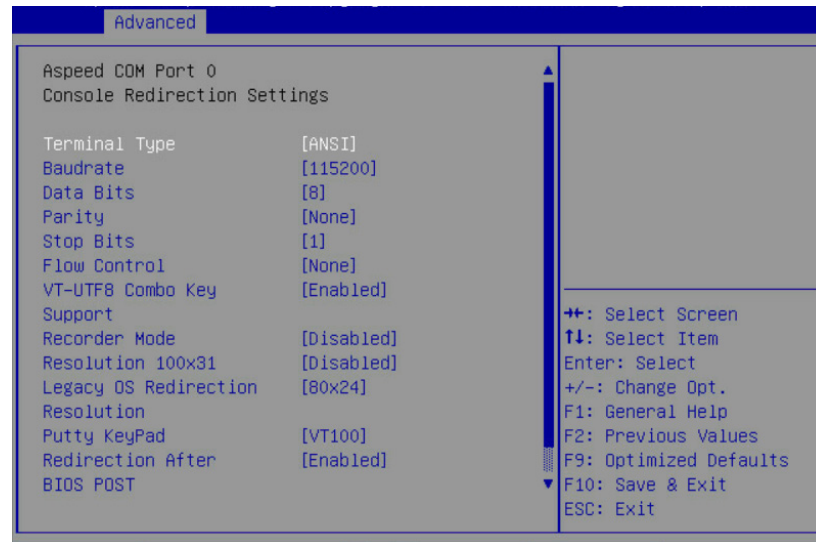 Advanced
Aspeed COM Port 0
Console Redirection Settings
Terminal Type [ANSI]
Baudrate [115200]
Data Bits [8]
Parity [None]
Stop Bits [1]
Flow Control [None]
VT-UTF8 Combo Key [Enabled]
Support
Recorder Mode [Disabled]
Resolution 100x31 [Disabled]
Legacy OS Redirection [80x24]
Resolution
Putty KeyPad [VT100]
Redirection After [Enabled]
BIOS POST
→←: Select Screen
↑↓: Select Item
Enter: Select
+/-: Change Opt.
F1: General Help
F2: Previous Values
F9: Optimized Defaults
F10: Save & Exit
ESC: Exit